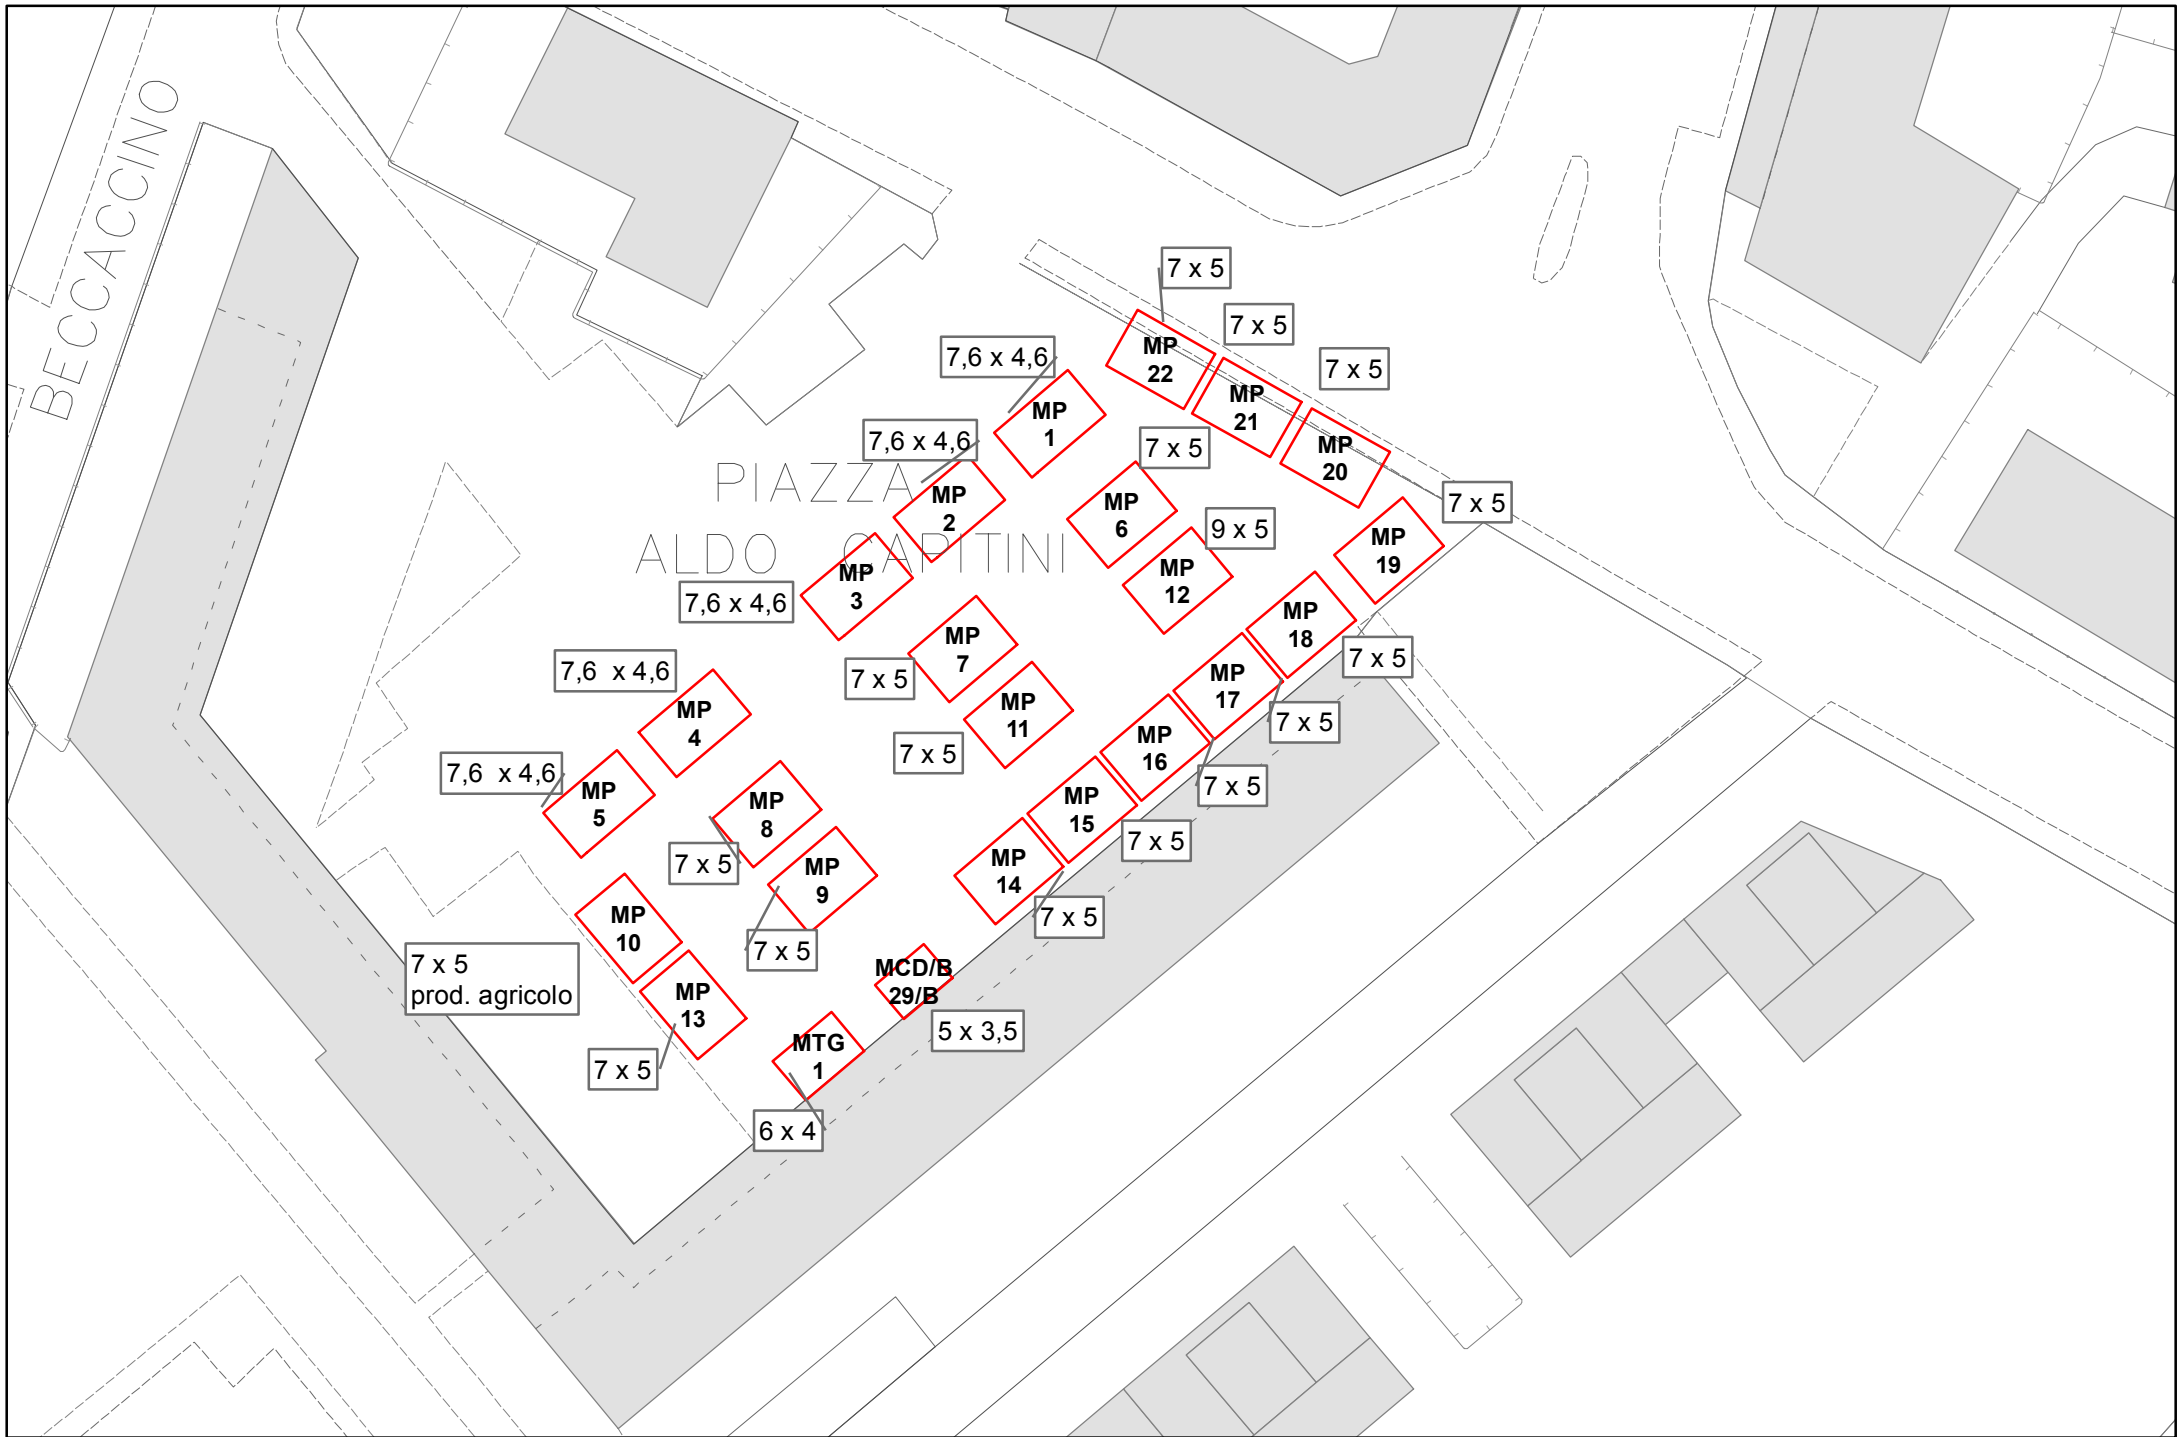 BECCACCINO
7 x 5
7 x 5
7,6 x 4,6
MP
22
7 x 5
MP
21
MP
1
7,6 x 4,6
7 x 5
MP
20
PIAZZA
MP
2
MP
6
7 x 5
9 x 5
ALDO CAPITINI
MP
19
MP
3
MP
12
7,6 x 4,6
MP
18
MP
7
7 x 5
7 x 5
7,6  x 4,6
MP
17
MP
4
MP
11
7 x 5
7 x 5
MP
16
7,6  x 4,6
MP
5
7 x 5
MP
8
MP
15
7 x 5
7 x 5
MP
9
MP
14
MP
10
7 x 5
7 x 5
7 x 5
prod. agricolo
MCD/B
29/B
MP
13
5 x 3,5
MTG
1
7 x 5
6 x 4